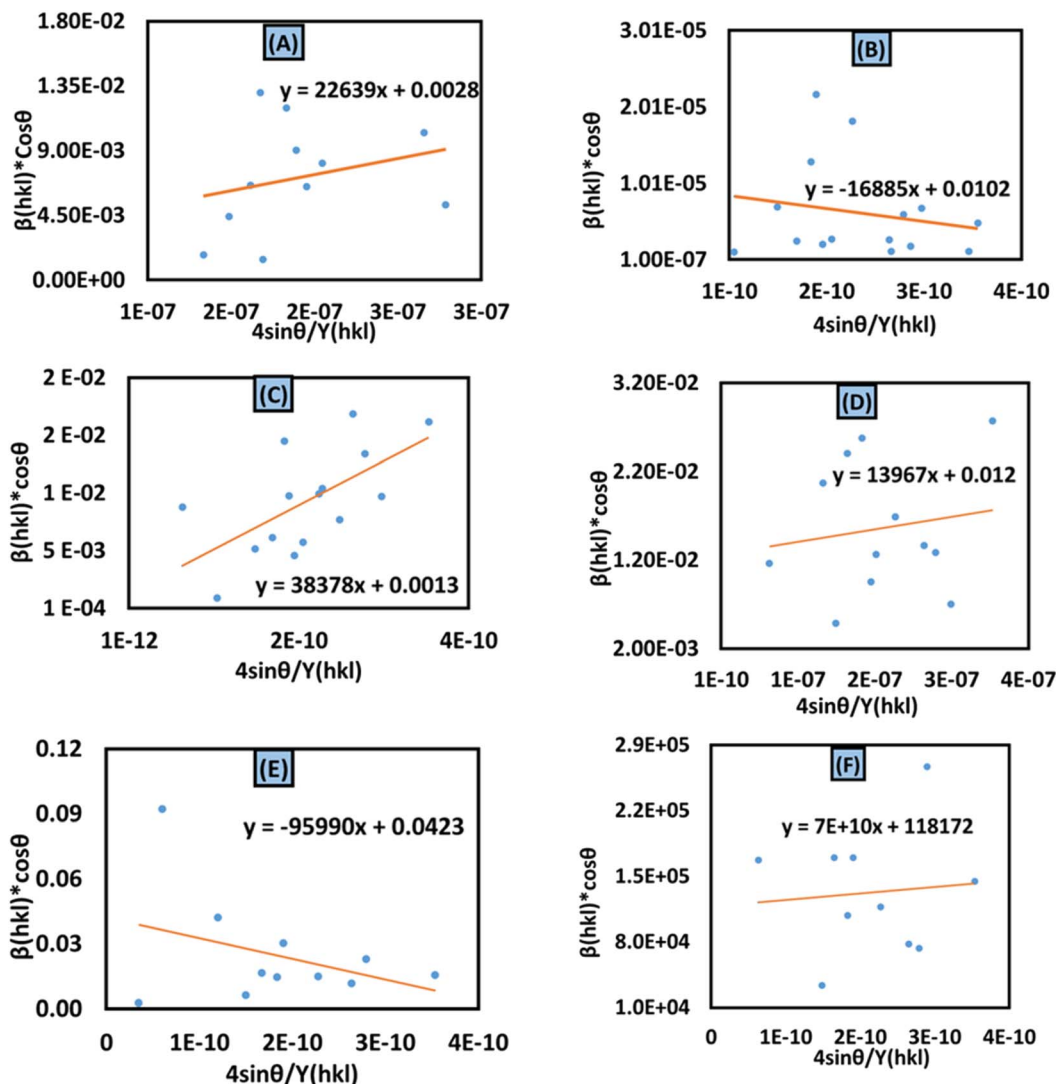 (A)
y = 22639x + 0.0028
β(hkl)*Cosθ
1.80E-02
1.35E-02
9.00E-03
4.50E-03
0.00E+00
1E-07 2E-07 2E-07 3E-07 3E-07
4sinθ/Y(hkl)
(B)
y = -16885x + 0.0102
β(hkl)*cosθ
3.01E-05
2.01E-05
1.01E-05
1.00E-07
1E-10 2E-10 3E-10 4E-10
4sinθ/Y(hkl)
(C)
y = 38378x + 0.0013
β(hkl)*cosθ
2 E-02
2 E-02
1 E-02
5 E-03
1 E-04
1E-12 2E-10 4E-10
4sinθ/Y(hkl)
(D)
y = 13967x + 0.012
β(hkl)*cosθ
3.20E-02
2.20E-02
1.20E-02
2.00E-03
1E-10 1E-07 2E-07 3E-07 4E-07
4sinθ/Y(hkl)
(E)
y = -95990x + 0.0423
β(hkl)*cosθ
0.12
0.09
0.06
0.03
0.00
0 1E-10 2E-10 3E-10 4E-10
4sinθ/Y(hkl)
(F)
y = 7E+10x + 118172
β(hkl)*cosθ
2.9E+05
2.2E+05
1.5E+05
8.0E+04
1.0E+04
0 1E-10 2E-10 3E-10 4E-10
4sinθ/Y(hkl)